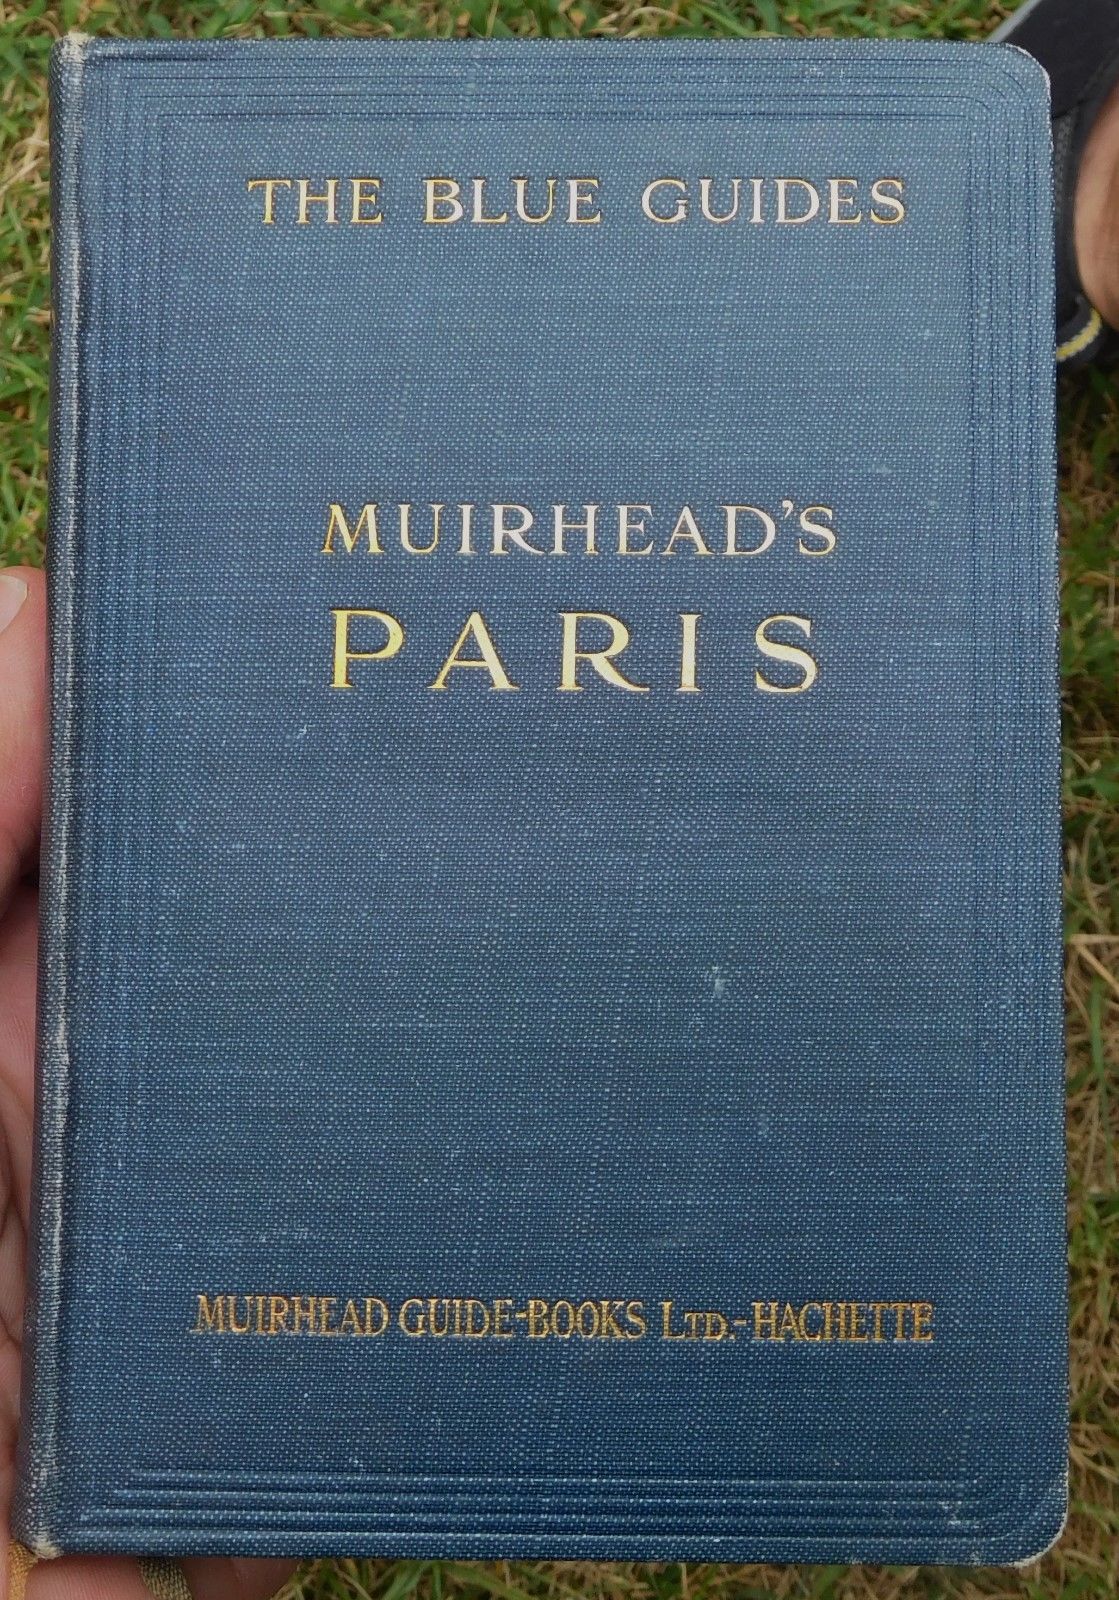 THE BLUE GUIDES
MUIRHEAD'S
PARIS
MUIRHEAD GUIDE-BOOKS LTD.-HACHETTE